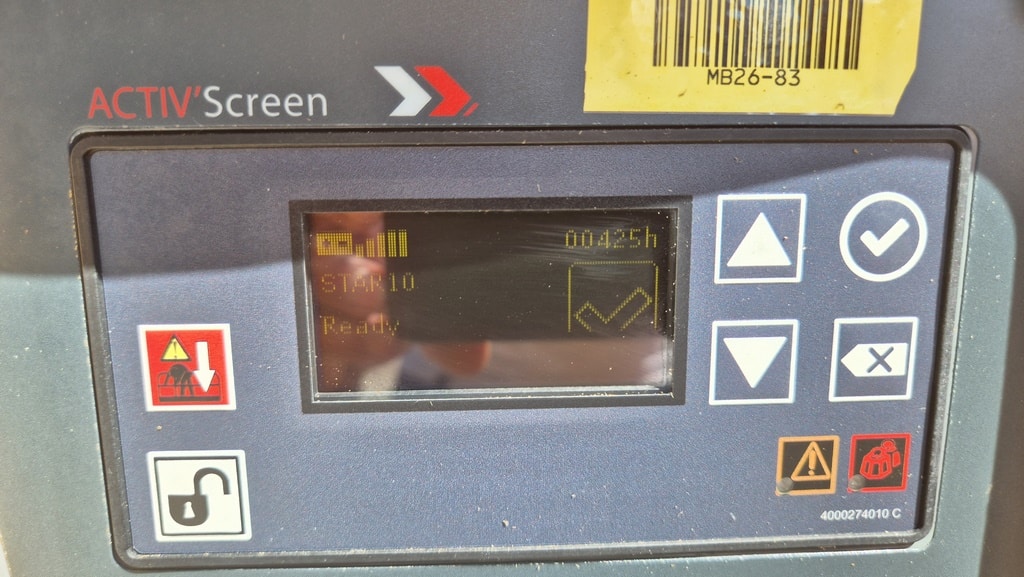 MB26-83
ACTIV'Screen
00425h
STAR10
Ready
4000274010 C